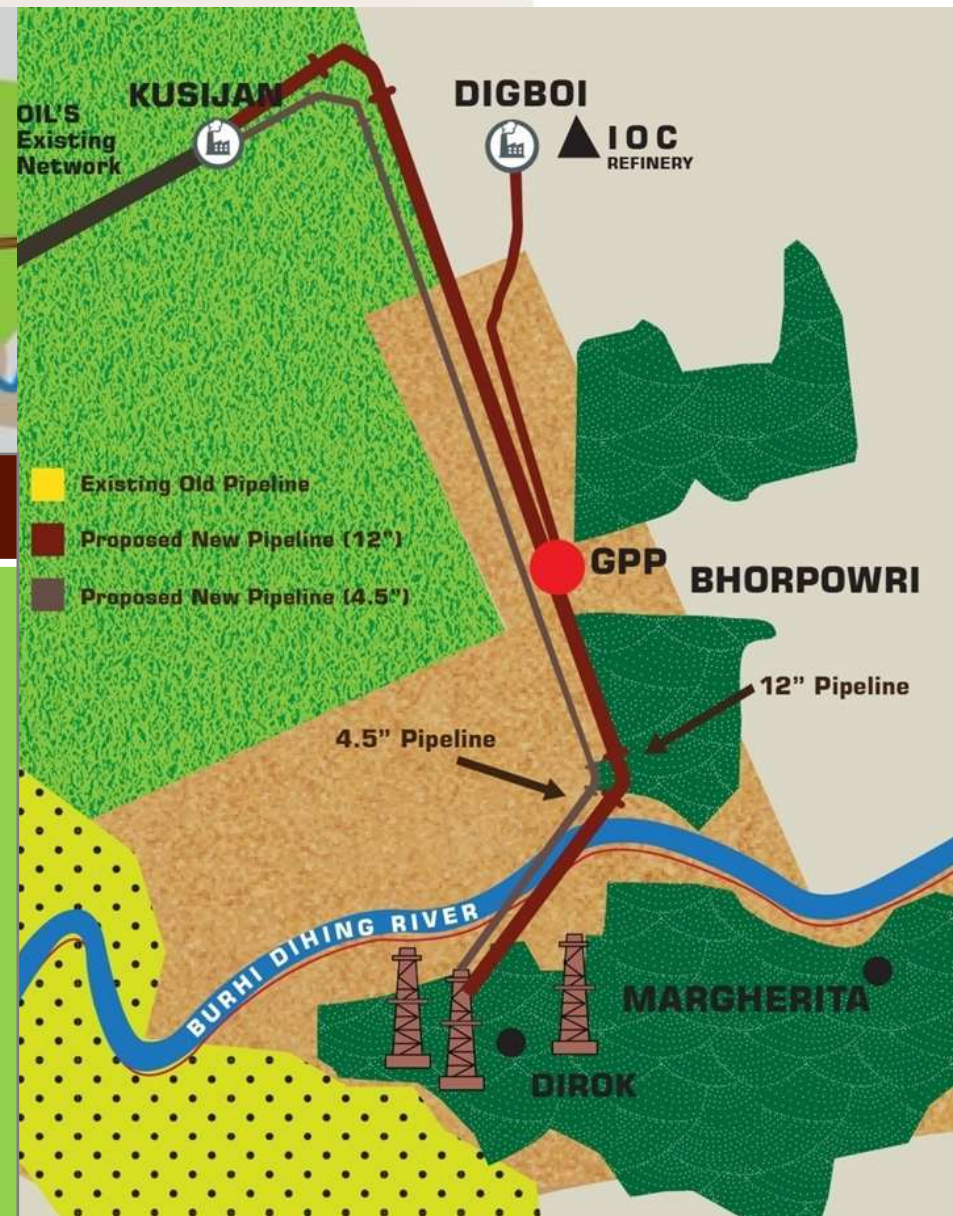 KUSIJAN
DIGBOI
OIL'S
Existing
Network
IOC
REFINERY
Existing Old Pipeline
Proposed New Pipeline (12")
Proposed New Pipeline (4.5")
GPP
BHORPOWRI
12” Pipeline
4.5” Pipeline
BURHI DIHING RIVER
MARGHERITA
DIROK